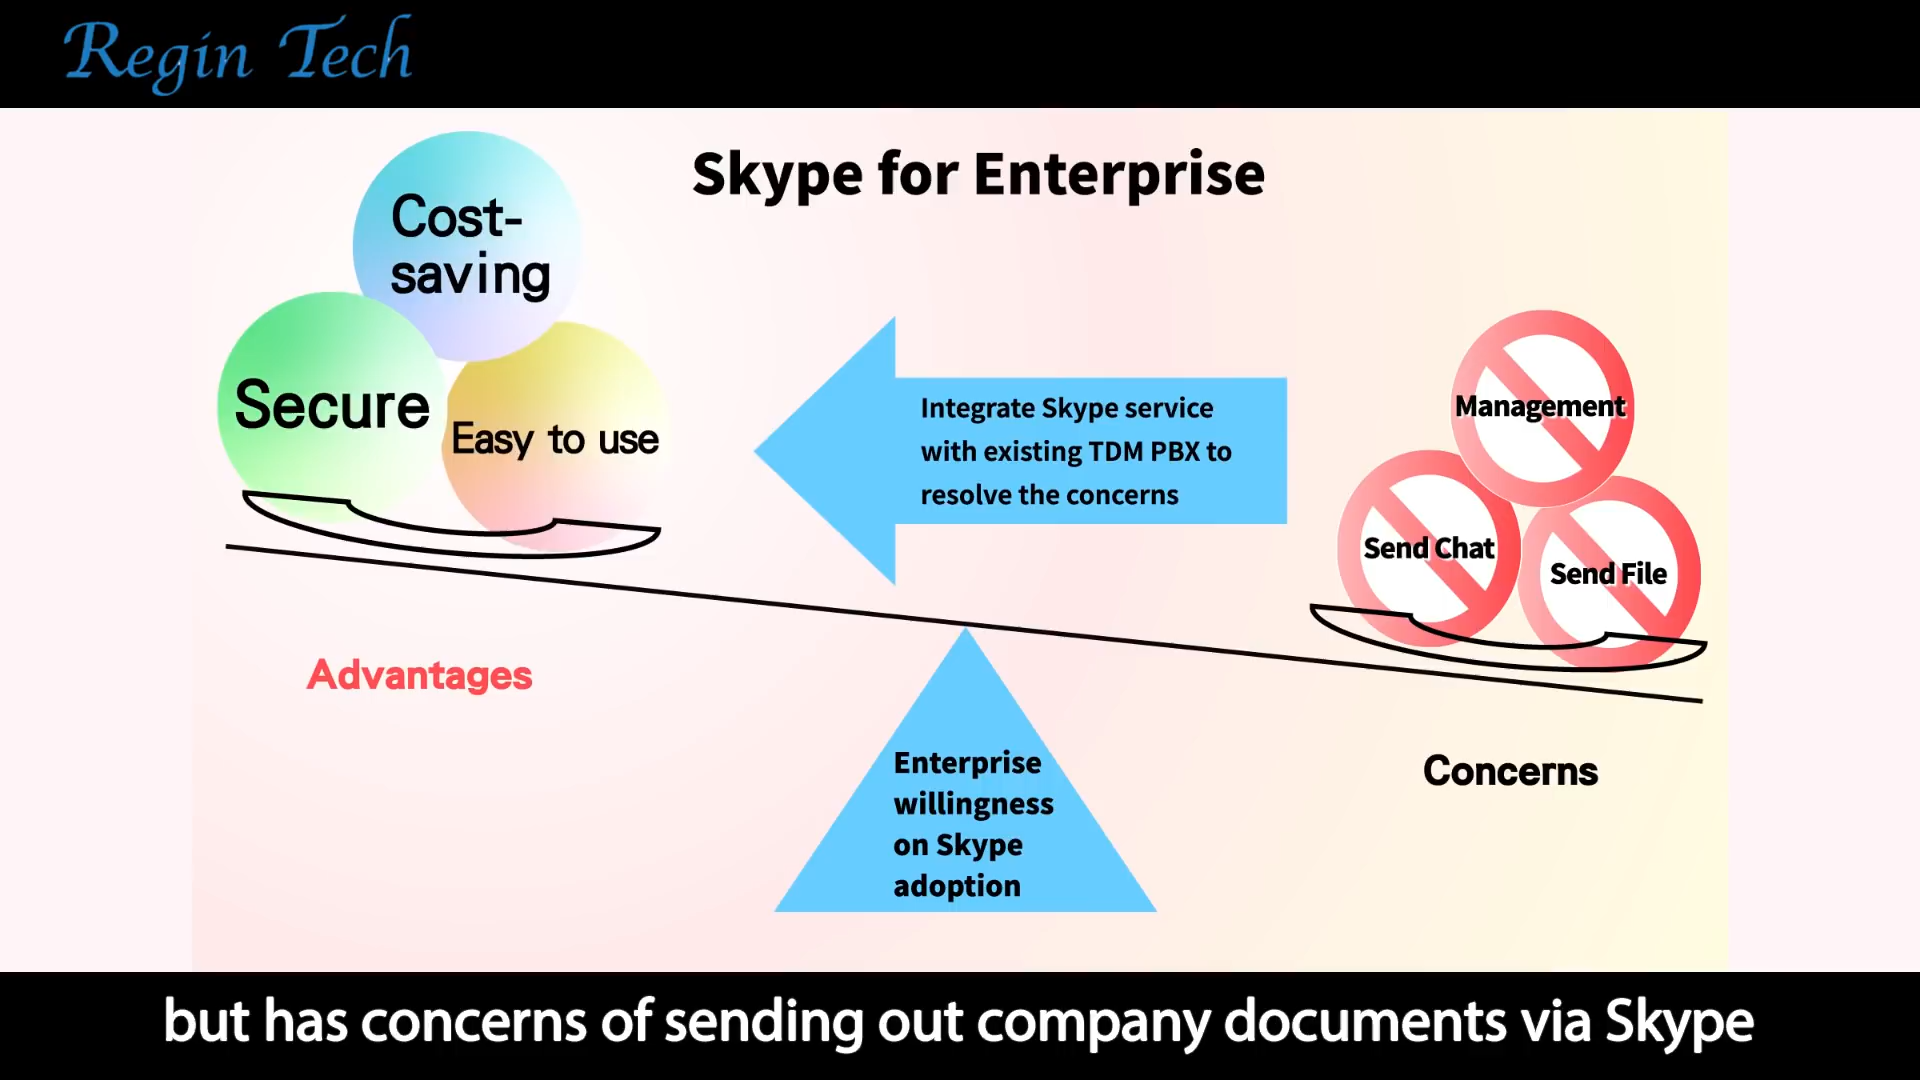 Regin Tech
Skype for Enterprise
Cost-
saving
Secure
Easy to use
Integrate Skype service
with existing TDM PBX to
resolve the concerns
Management
Send Chat
Send File
Advantages
Concerns
Enterprise
willingness
on Skype
adoption
but has concerns of sending out company documents via Skype